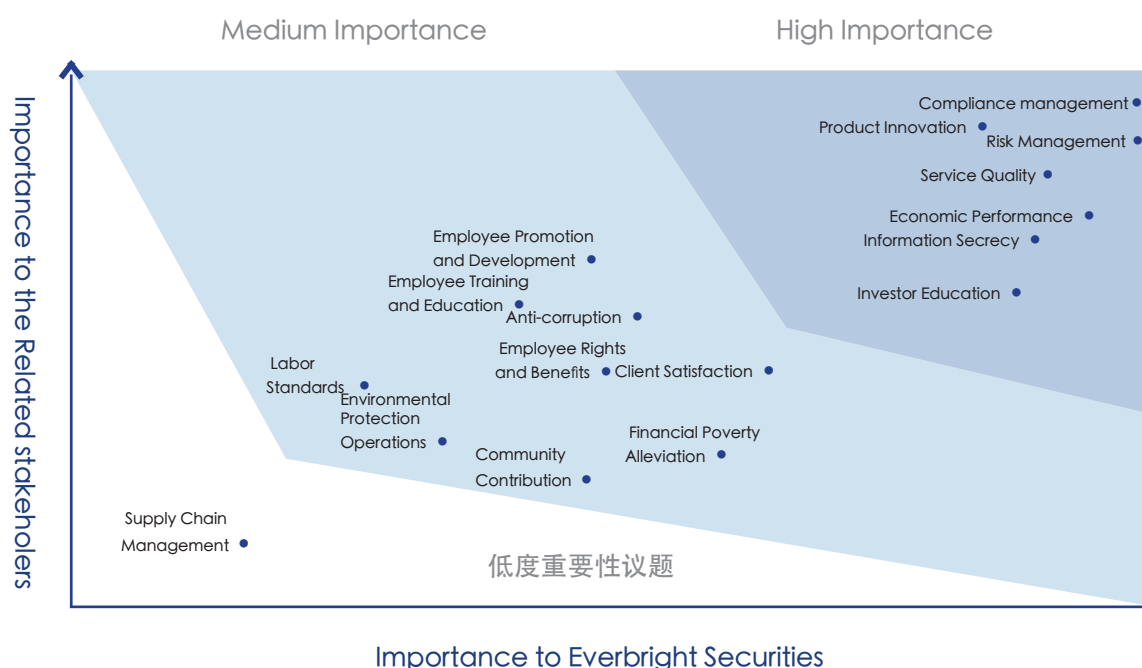 Medium Importance
High Importance
Importance to the Related stakeholders
Compliance management
Product Innovation
Risk Management
Service Quality
Economic Performance
Information Secrecy
Investor Education
Employee Promotion
and Development
Employee Training
and Education
Anti-corruption
Employee Rights
and Benefits
Client Satisfaction
Labor
Standards
Environmental
Protection
Operations
Financial Poverty
Alleviation
Community
Contribution
Supply Chain
Management
低度重要性议题
Importance to Everbright Securities